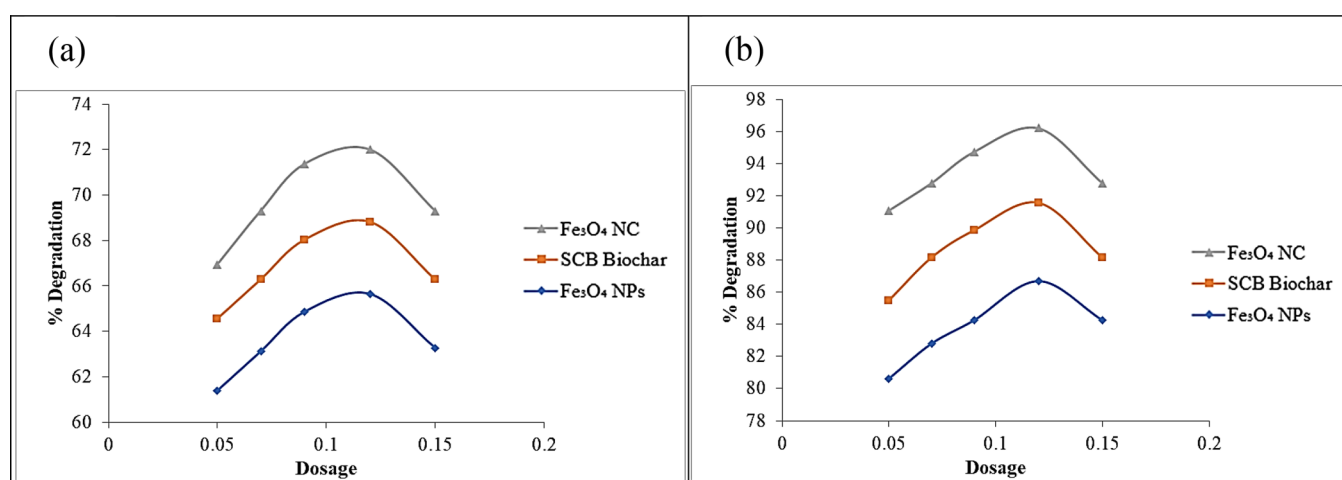 (a)
74
72
70
68
66
64
62
60
% Degradation
0
0.05
0.1
0.15
0.2
Dosage
Fe₃O₄ NC
SCB Biochar
Fe₃O₄ NPs
(b)
98
96
94
92
90
88
86
84
82
80
78
% Degradation
0
0.05
0.1
0.15
0.2
Dosage
Fe₃O₄ NC
SCB Biochar
Fe₃O₄ NPs